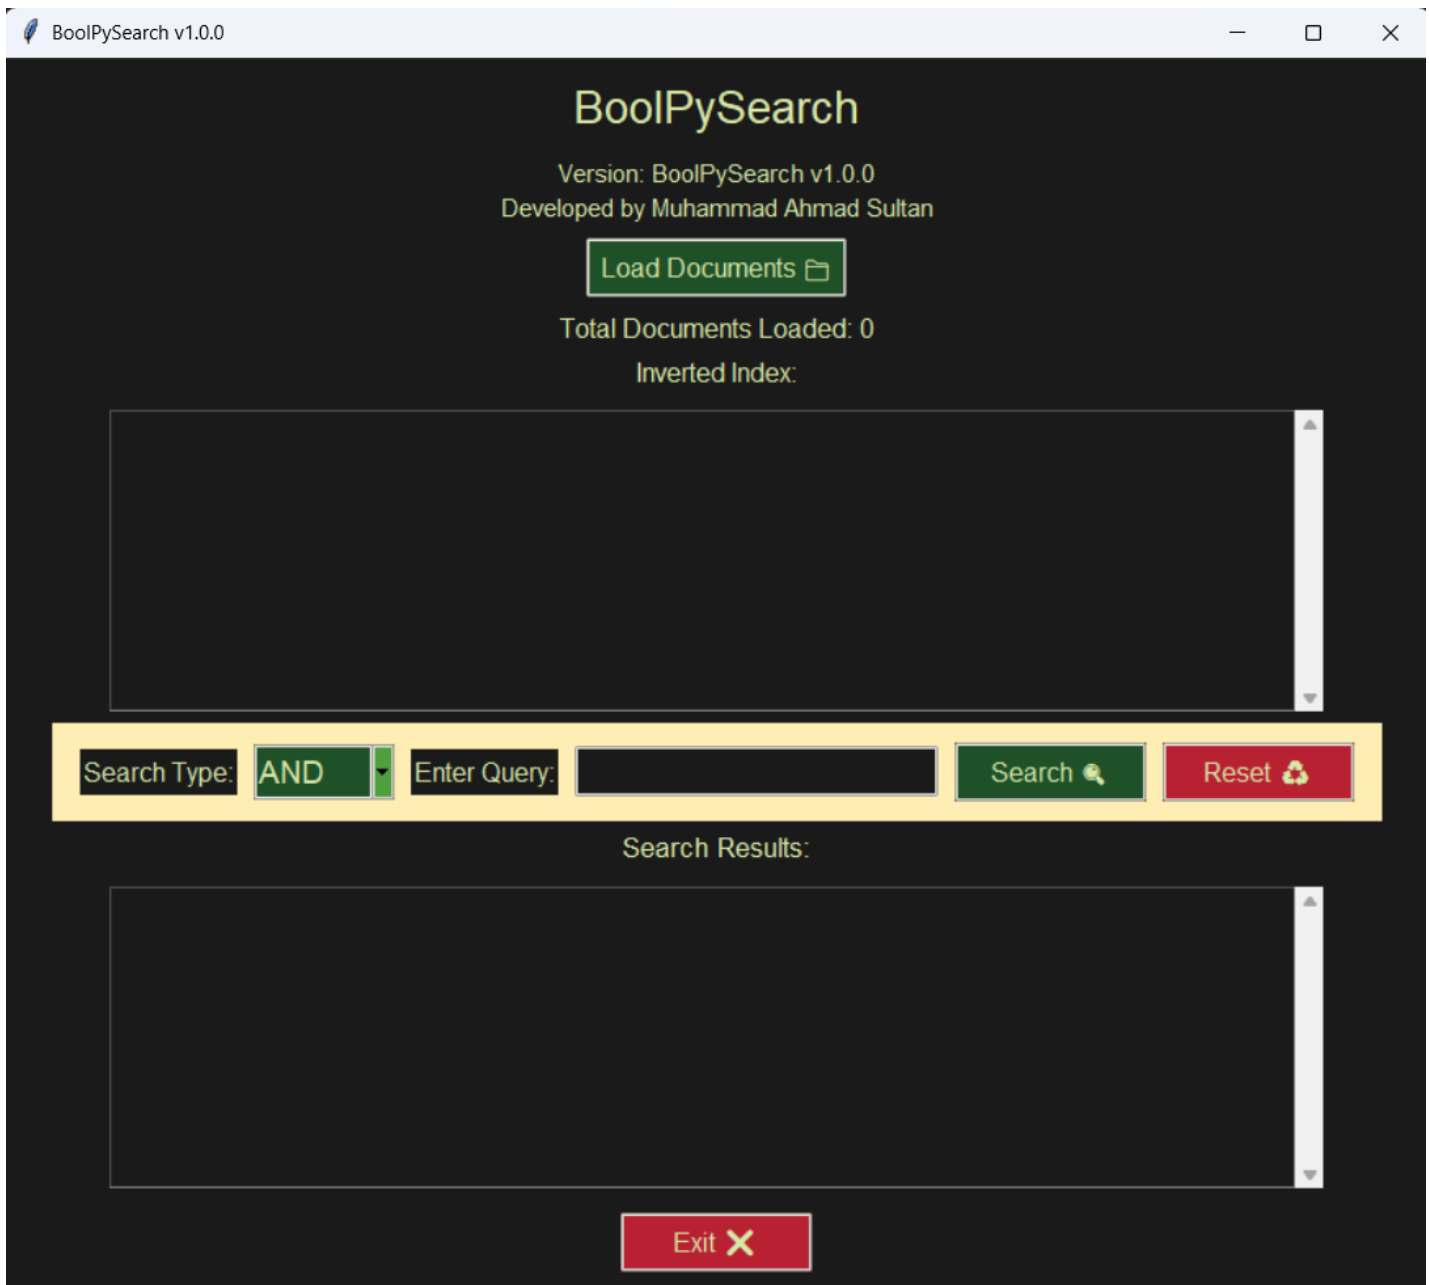 BoolPySearch v1.0.0
BoolPySearch
Version: BoolPySearch v1.0.0
Developed by Muhammad Ahmad Sultan
Load Documents
Total Documents Loaded: 0
Inverted Index:
Search Type: AND Enter Query: Search Reset
Search Results:
Exit